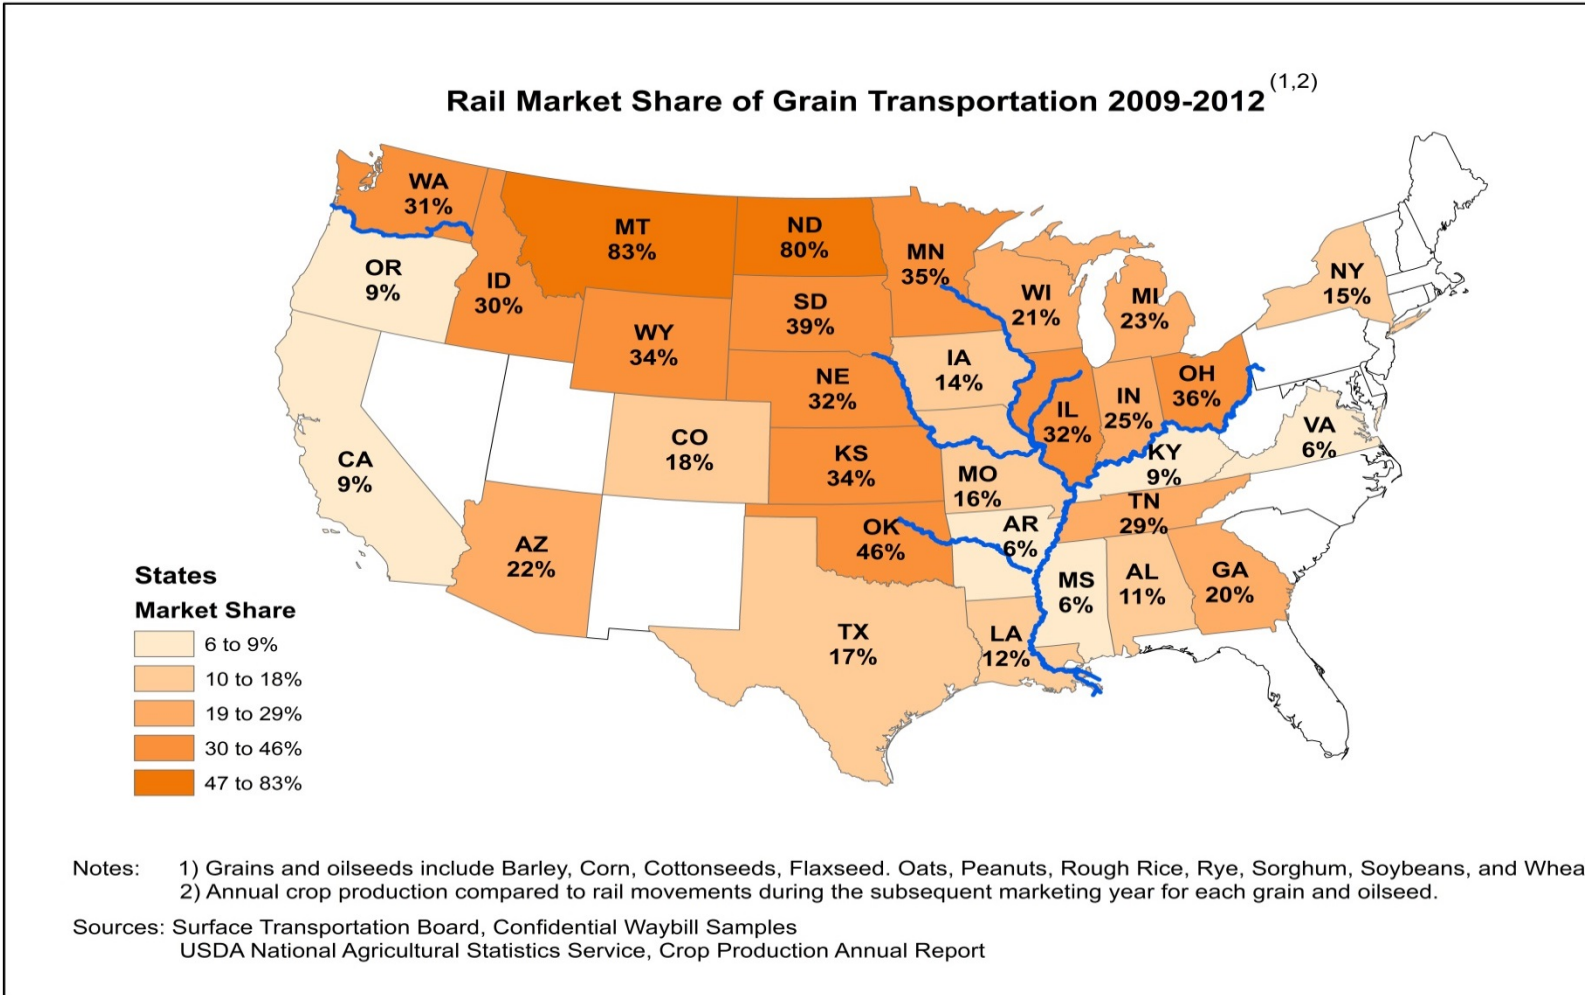 Rail Market Share of Grain Transportation 2009-2012 (1,2)
WA
31%
MT
83%
ND
80%
MN
35%
OR
9%
ID
30%
WY
34%
SD
39%
WI
21%
MI
23%
NY
15%
IA
14%
NE
32%
IL
32%
IN
25%
OH
36%
VA
6%
CA
9%
CO
18%
KS
34%
MO
16%
KY
9%
TN
29%
AZ
22%
OK
46%
AR
6%
MS
6%
AL
11%
GA
20%
TX
17%
LA
12%
States
Market Share
6 to 9%
10 to 18%
19 to 29%
30 to 46%
47 to 83%
Notes: 1) Grains and oilseeds include Barley, Corn, Cottonseeds, Flaxseed. Oats, Peanuts, Rough Rice, Rye, Sorghum, Soybeans, and Whea
2) Annual crop production compared to rail movements during the subsequent marketing year for each grain and oilseed.
Sources: Surface Transportation Board, Confidential Waybill Samples
USDA National Agricultural Statistics Service, Crop Production Annual Report